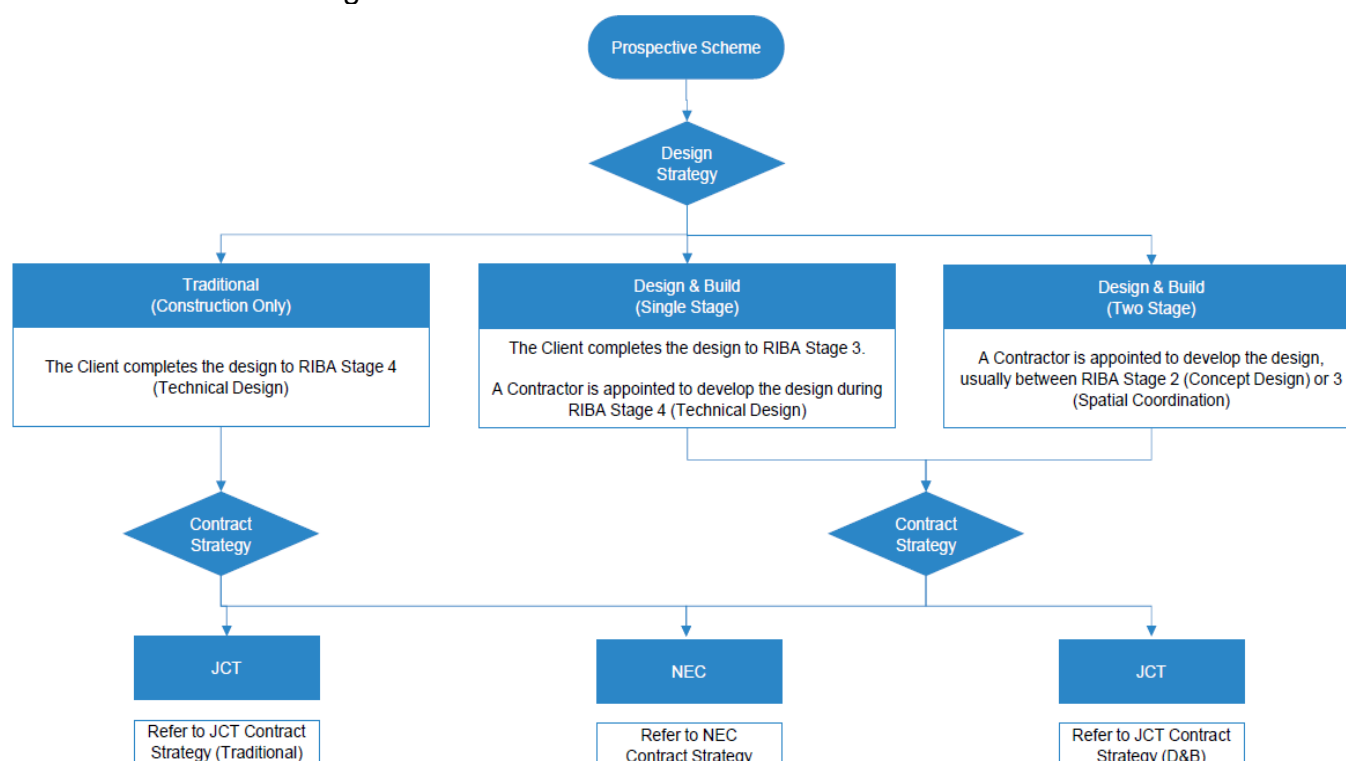 Prospective Scheme
Design
Strategy
Traditional
(Construction Only)
The Client completes the design to RIBA Stage 4
(Technical Design)
Design & Build
(Single Stage)
The Client completes the design to RIBA Stage 3.
A Contractor is appointed to develop the design during
RIBA Stage 4 (Technical Design)
Design & Build
(Two Stage)
A Contractor is appointed to develop the design,
usually between RIBA Stage 2 (Concept Design) or 3
(Spatial Coordination)
Contract
Strategy
Contract
Strategy
JCT
Refer to JCT Contract
Strategy (Traditional)
NEC
Refer to NEC
Contract Strategy
JCT
Refer to JCT Contract
Strategy (D&B)